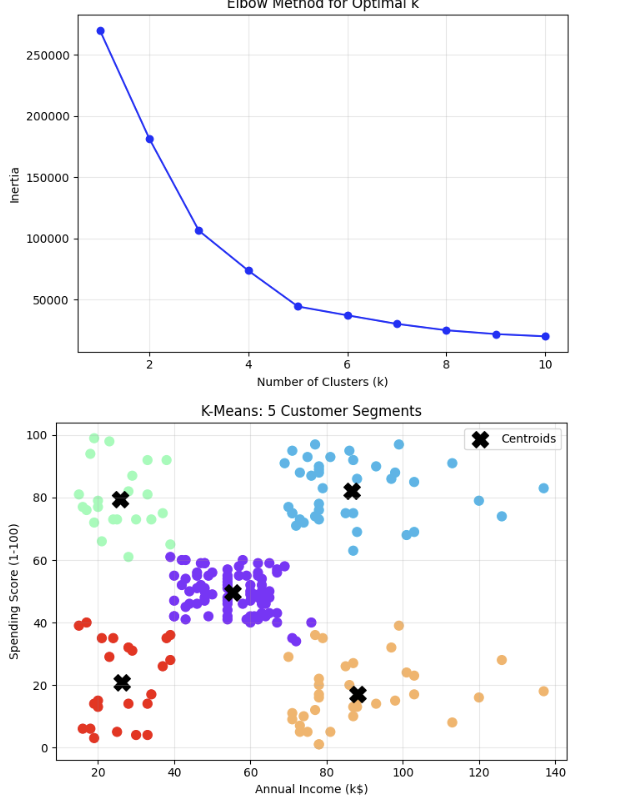 Elbow Method for Optimal k
250000
200000
150000
100000
50000
Inertia
2 4 6 8 10
Number of Clusters (k)
K-Means: 5 Customer Segments
Centroids
100
80
60
40
20
0
Spending Score (1-100)
20 40 60 80 100 120 140
Annual Income (k$)